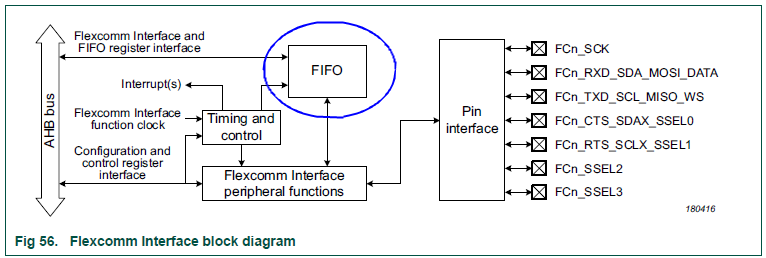 Flexcomm Interface and
FIFO register interface
FIFO
Interrupt(s)
Flexcomm Interface
function clock
Timing and
control
AHB bus
Configuration and
control register
interface
Flexcomm Interface
peripheral functions
Pin
interface
FCn_SCK
FCn_RXD_SDA_MOSI_DATA
FCn_TXD_SCL_MISO_WS
FCn_CTS_SDAX_SSEL0
FCn_RTS_SCLX_SSEL1
FCn_SSEL2
FCn_SSEL3
180416
Fig 56. Flexcomm Interface block diagram